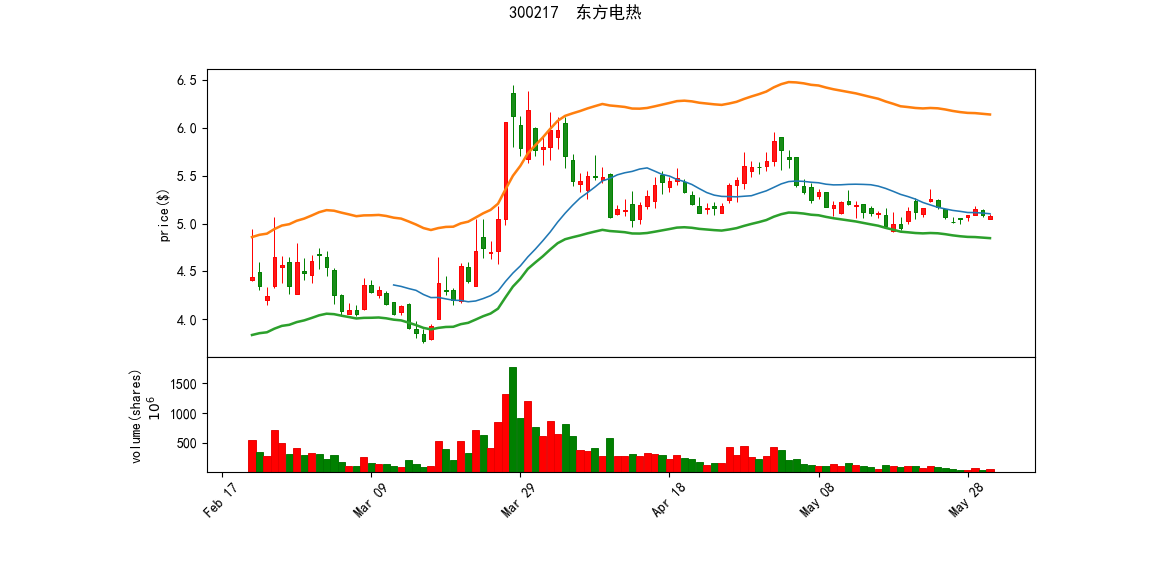 300217  东方电热
price($)
6.5
6.0
5.5
5.0
4.5
4.0
volume(shares)
10^6
1500
1000
500
Feb 17
Mar 09
Mar 29
Apr 18
May 08
May 28